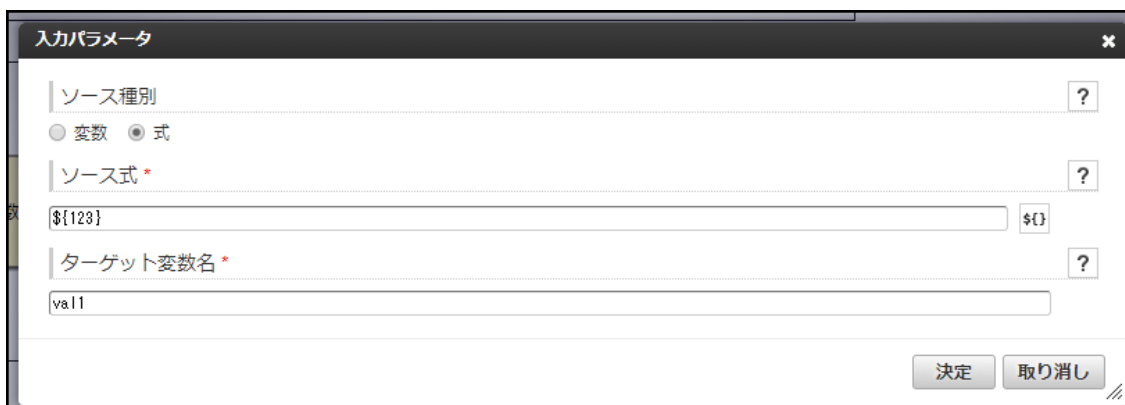 入力パラメータ ×
ソース種別 ?
変数 式
ソース式 * ?
${123} ${}
ターゲット変数名 * ?
val1
決定 取り消し
数